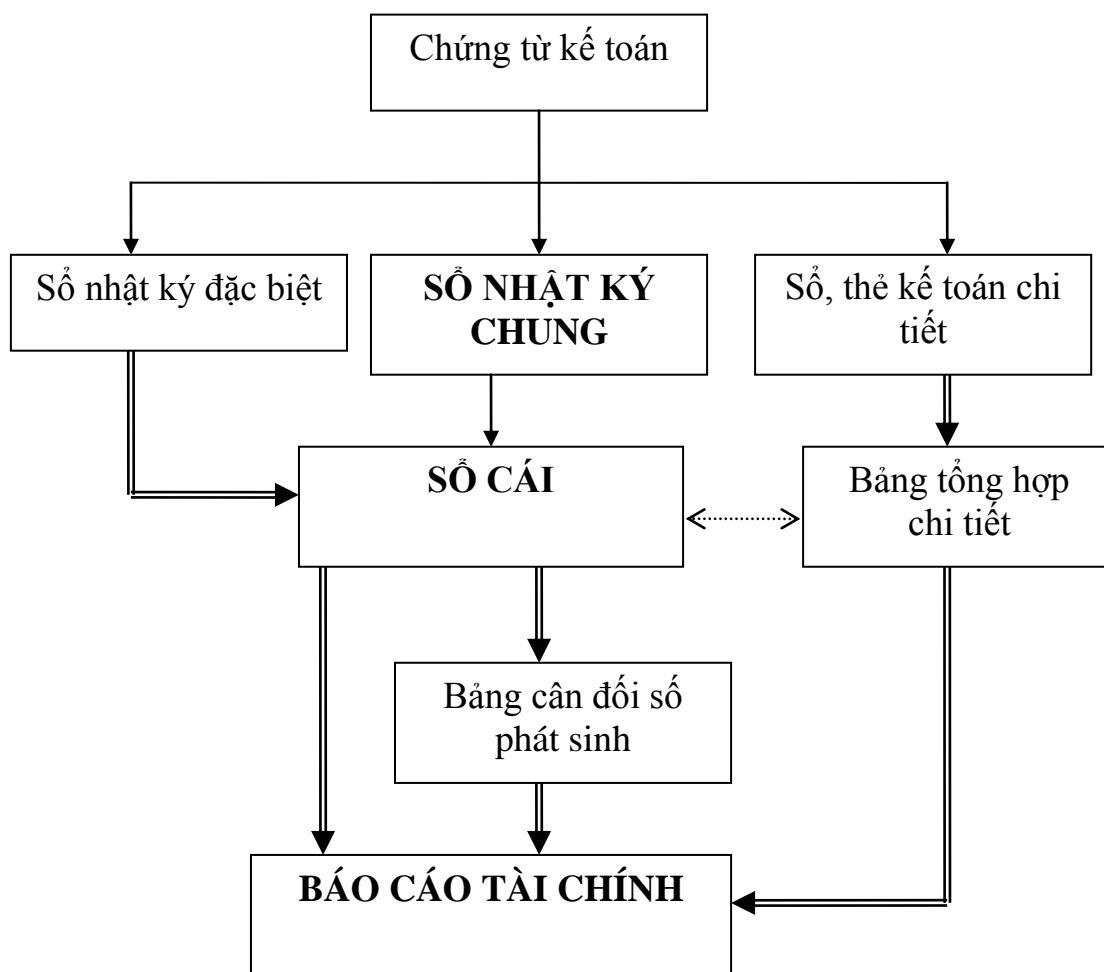 Chứng từ kế toán
Sổ nhật ký đặc biệt
SỔ NHẬT KÝ
CHUNG
Sổ, thẻ kế toán chi
tiết
SỔ CÁI
Bảng tổng hợp
chi tiết
Bảng cân đối số
phát sinh
BÁO CÁO TÀI CHÍNH